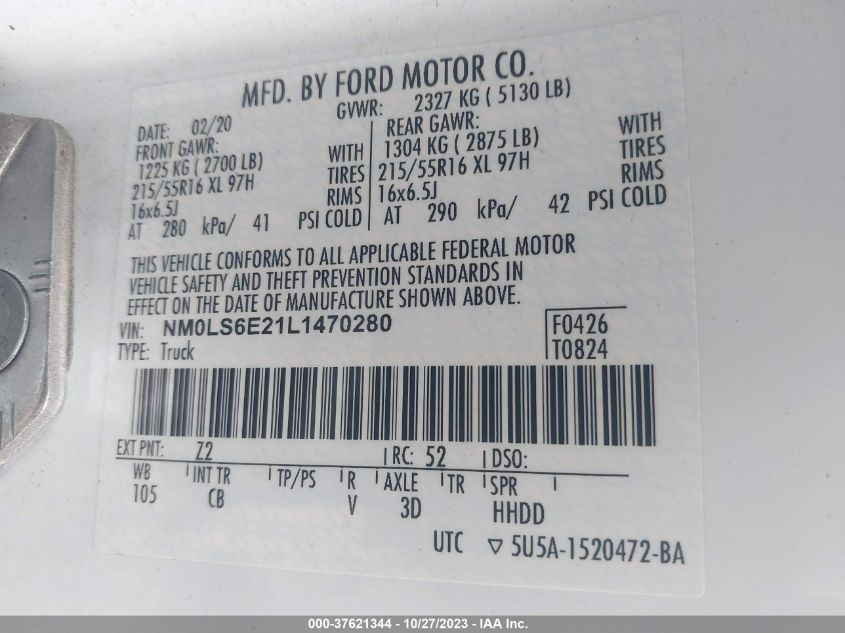 MFD. BY FORD MOTOR CO.
GVWR: 2327 KG ( 5130 LB)
DATE: 02/20
FRONT GAWR:
1225 KG ( 2700 LB) WITH
215/55R16 XL 97H TIRES
16x6.5J RIMS
AT 280 kPa/ 41 PSI COLD
REAR GAWR: WITH
1304 KG ( 2875 LB) TIRES
215/55R16 XL 97H RIMS
16x6.5J
AT 290 kPa/ 42 PSI COLD
THIS VEHICLE CONFORMS TO ALL APPLICABLE FEDERAL MOTOR
VEHICLE SAFETY AND THEFT PREVENTION STANDARDS IN
EFFECT ON THE DATE OF MANUFACTURE SHOWN ABOVE.
VIN: NM0LS6E21L1470280 F0426
TYPE: Truck T0824
EXT PNT: Z2 RC: 52 DSO:
WB INT TR TP/PS R AXLE TR SPR
105 CB V 3D HHDD
UTC ▽ 5U5A-1520472-BA
000-37621344 - 10/27/2023 - IAA Inc.